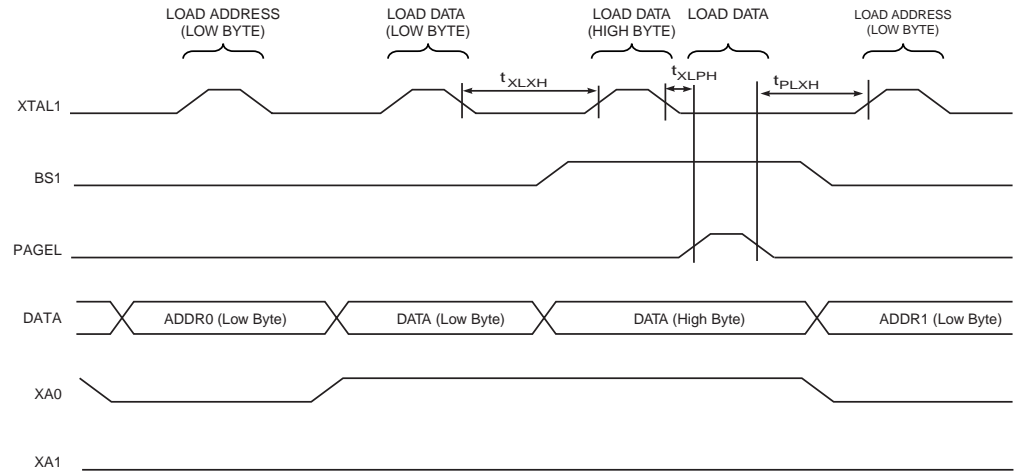 LOAD ADDRESS
(LOW BYTE)
LOAD DATA
(LOW BYTE)
LOAD DATA
(HIGH BYTE)
LOAD DATA
LOAD ADDRESS
(LOW BYTE)
tXLXH
tXLPH
tPLXH
XTAL1
BS1
PAGEL
DATA
ADDR0 (Low Byte)
DATA (Low Byte)
DATA (High Byte)
ADDR1 (Low Byte)
XA0
XA1